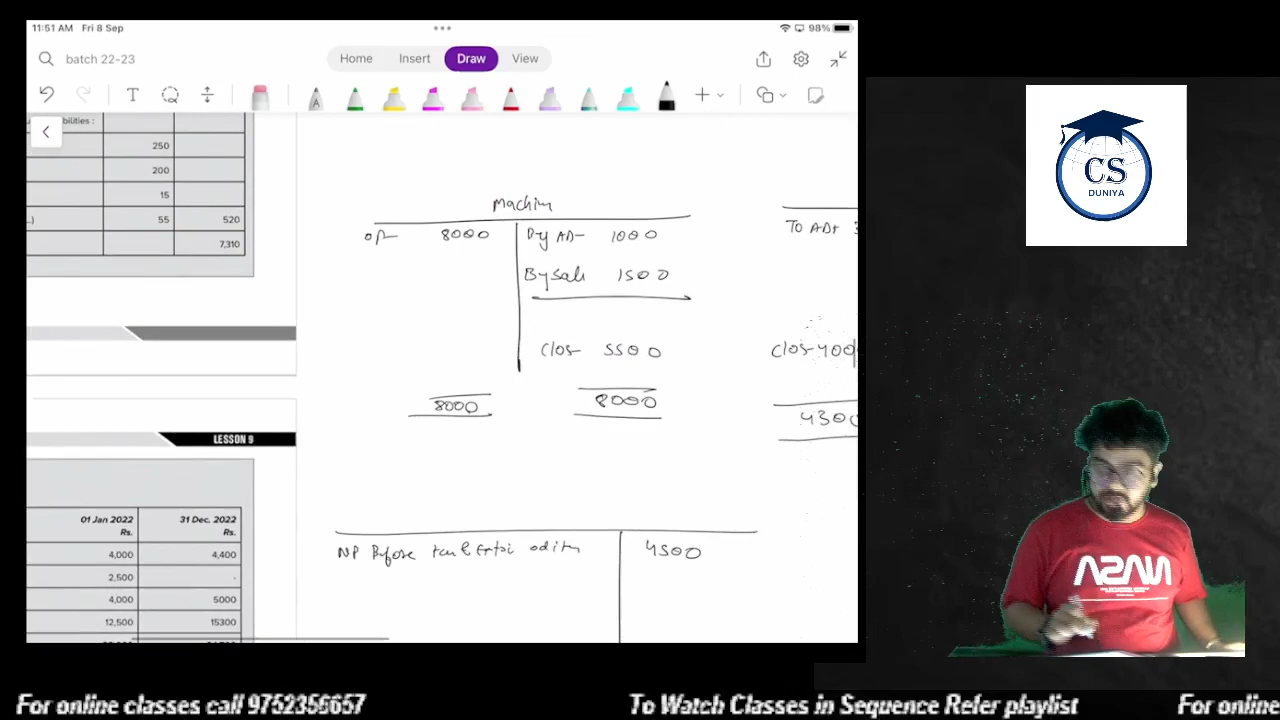 11:51 AM Fri 8 Sep
98%
batch 22-23
Home Insert Draw View
bilities :
250
200
15
55 520
7,310
LESSON 9
01 Jan 2022 31 Dec. 2022
Rs. Rs.
4,000 4,400
2,500 -
4,000 5000
12,500 15300
Machin
op 8000 By AD 1000
By sale 1500
Clos 5500
8000 8000
To AD
Clos 400
4300
NP Before 4500
CS
DUNIYA
NASA
For online classes call 9752356657
To Watch Classes in Sequence Refer playlist
For online